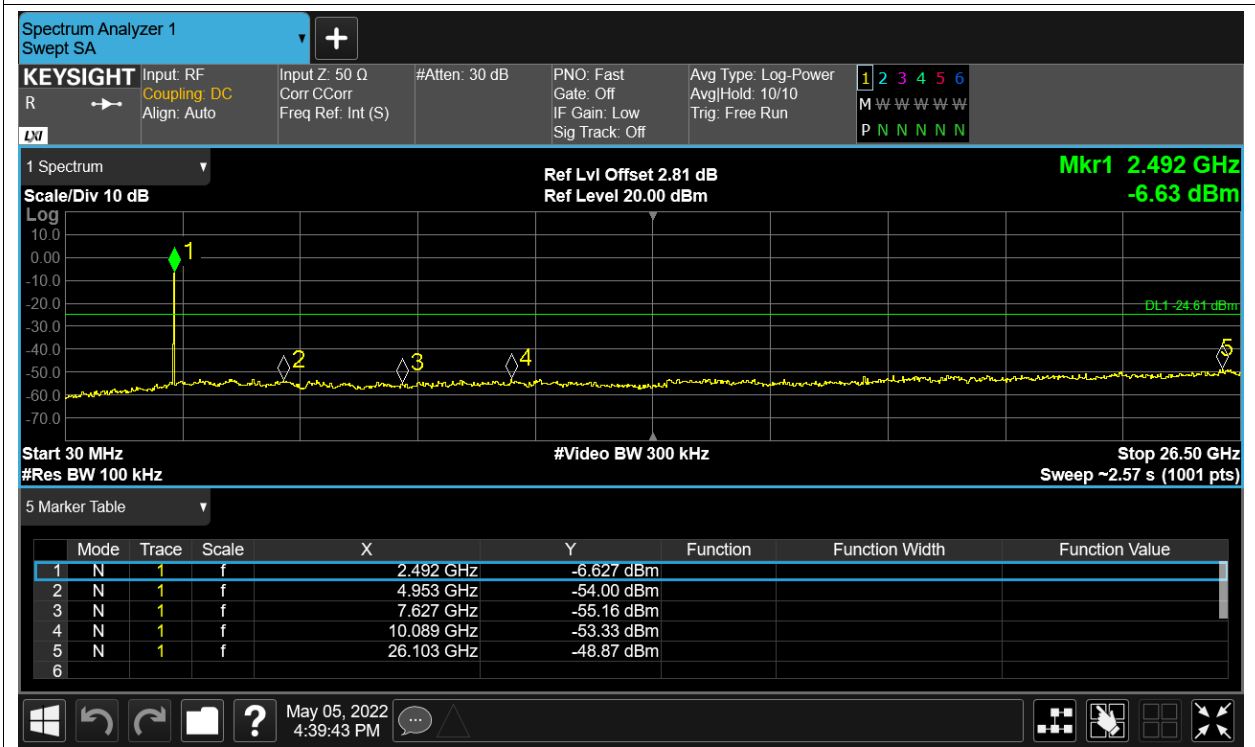 Spectrum Analyzer 1
Swept SA
KEYSIGHT Input: RF Input Z: 50 Ω #Atten: 30 dB PNO: Fast Avg Type: Log-Power 1 2 3 4 5 6
R Coupling: DC Corr CCorr Gate: Off Avg|Hold: 10/10 M W W W W W
Align: Auto Freq Ref: Int (S) IF Gain: Low Trig: Free Run
LXI Sig Track: Off P N N N N N
1 Spectrum Ref Lvl Offset 2.81 dB Mkr1 2.492 GHz
Scale/Div 10 dB Ref Level 20.00 dBm -6.63 dBm
Log
10.0
1
0.00
-10.0
-20.0
DL1 -24.61 dBm
-30.0
-40.0
2 3 4 5
-50.0
-60.0
-70.0
Start 30 MHz #Video BW 300 kHz Stop 26.50 GHz
#Res BW 100 kHz Sweep ~2.57 s (1001 pts)
5 Marker Table
Mode Trace Scale X Y Function Function Width Function Value
1 N 1 f 2.492 GHz -6.627 dBm
2 N 1 f 4.953 GHz -54.00 dBm
3 N 1 f 7.627 GHz -55.16 dBm
4 N 1 f 10.089 GHz -53.33 dBm
5 N 1 f 26.103 GHz -48.87 dBm
6
? May 05, 2022
4:39:43 PM